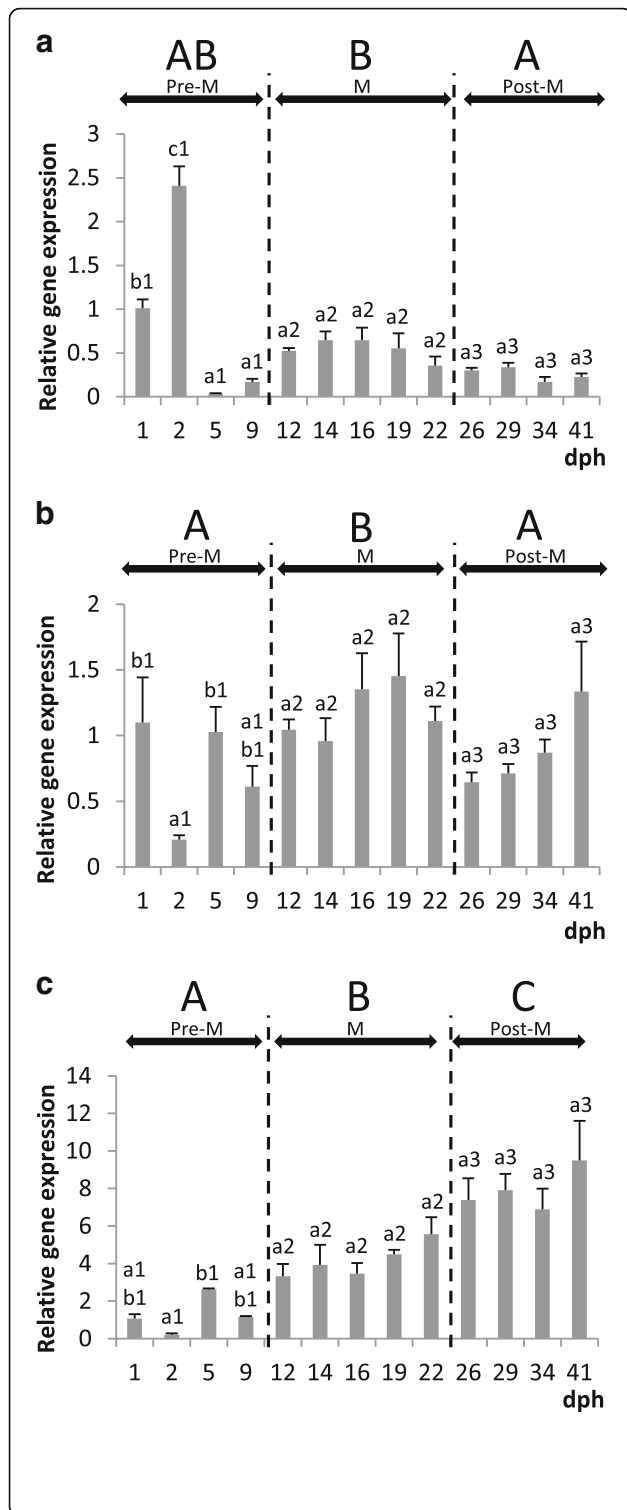 a
AB B A
Pre-M M Post-M
Relative gene expression
3
2.5
2
1.5
1
0.5
0
b1 c1 a1 a1 a2 a2 a2 a2 a2 a3 a3 a3 a3
1 2 5 9 12 14 16 19 22 26 29 34 41
dph
b
A B A
Pre-M M Post-M
Relative gene expression
2
1.5
1
0.5
0
b1 a1 b1 a1 b1 a2 a2 a2 a2 a2 a3 a3 a3 a3
1 2 5 9 12 14 16 19 22 26 29 34 41
dph
c
A B C
Pre-M M Post-M
Relative gene expression
14
12
10
8
6
4
2
0
a1 b1 a1 b1 a1 b1 a2 a2 a2 a2 a2 a3 a3 a3 a3
1 2 5 9 12 14 16 19 22 26 29 34 41
dph